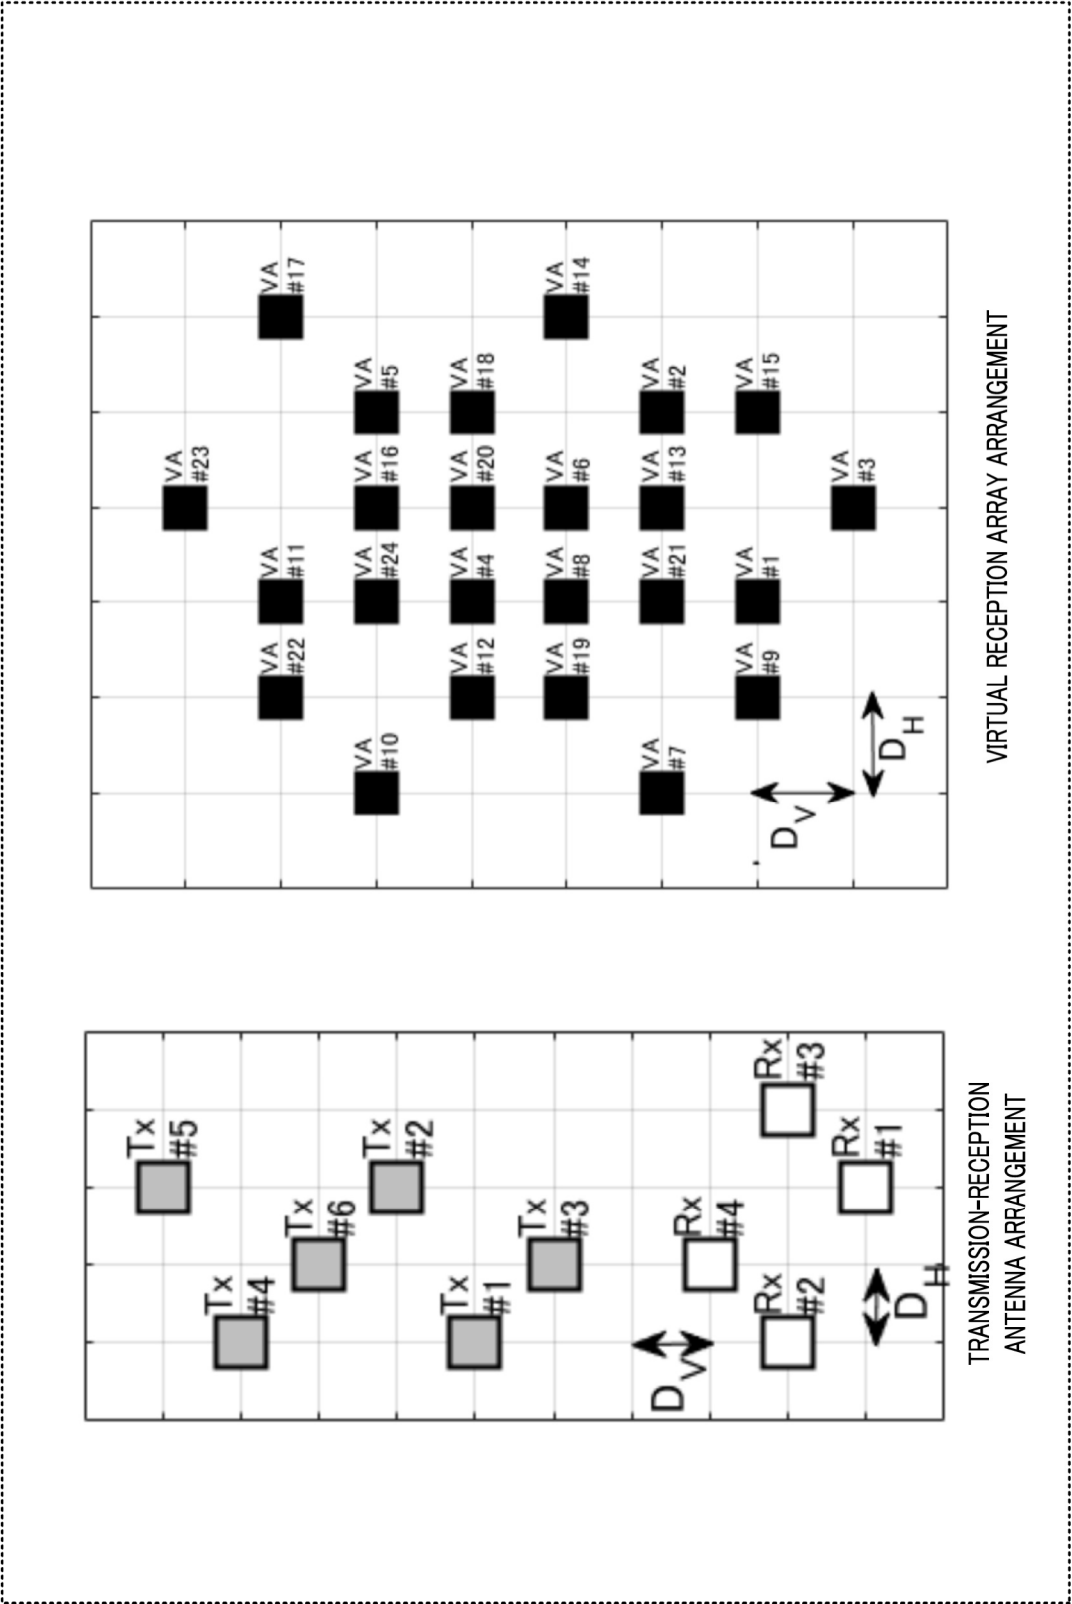 Tx
#5
Tx
#4
Tx
#6
Tx
#2
Tx
#1
Tx
#3
DV
Rx
#4
Rx
#2
Rx
#3
Rx
#1
DH
TRANSMISSION-RECEPTION
ANTENNA ARRANGEMENT
VA
#23
VA
#22
VA
#11
VA
#17
VA
#10
VA
#24
VA
#16
VA
#5
VA
#12
VA
#4
VA
#20
VA
#18
VA
#19
VA
#8
VA
#6
VA
#14
VA
#7
VA
#21
VA
#13
VA
#2
VA
#9
VA
#1
VA
#15
DV
VA
#3
DH
VIRTUAL RECEPTION ARRAY ARRANGEMENT